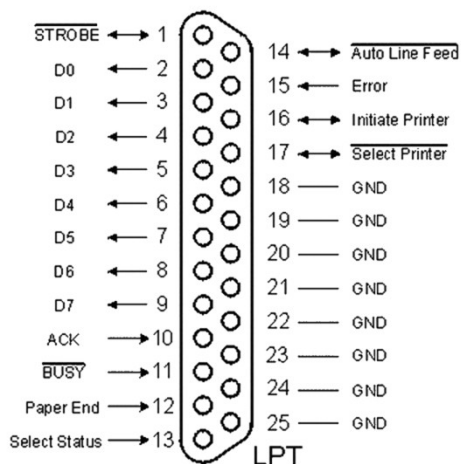 STROBE 1
D0 2
D1 3
D2 4
D3 5
D4 6
D5 7
D6 8
D7 9
ACK 10
BUSY 11
Paper End 12
Select Status 13
14 Auto Line Feed
15 Error
16 Initiate Printer
17 Select Printer
18 GND
19 GND
20 GND
21 GND
22 GND
23 GND
24 GND
25 GND
LPT